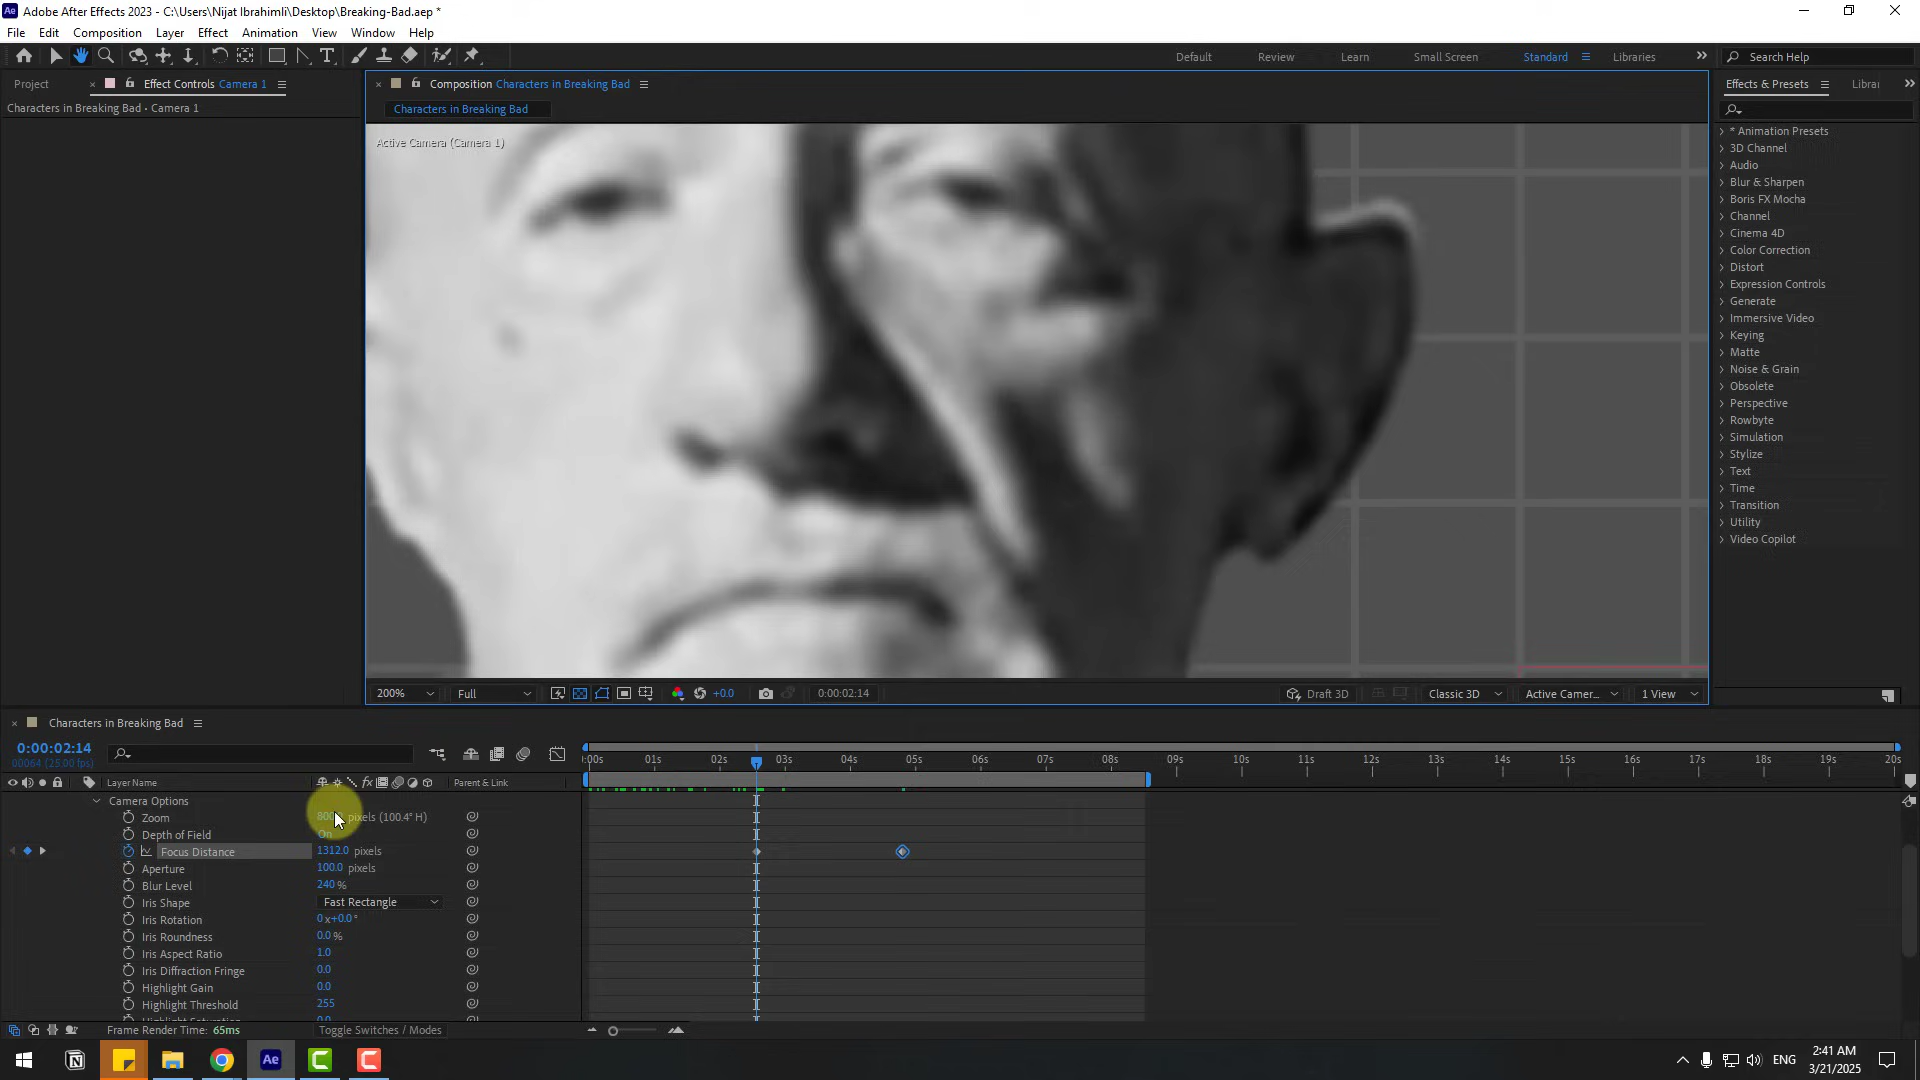 Adobe After Effects 2023 - C:\Users\Nijat Ibrahimli\Desktop\Breaking-Bad.aep *
File Edit Composition Layer Effect Animation View Window Help
Default Review Learn Small Screen Standard Libraries Search Help
Project Effect Controls Camera 1
Characters in Breaking Bad • Camera 1
Composition Characters in Breaking Bad
Characters in Breaking Bad
Active Camera (Camera 1)
Effects & Presets Librar
* Animation Presets
3D Channel
Audio
Blur & Sharpen
Boris FX Mocha
Channel
Cinema 4D
Color Correction
Distort
Expression Controls
Generate
Immersive Video
Keying
Matte
Noise & Grain
Obsolete
Perspective
Rowbyte
Simulation
Stylize
Text
Time
Transition
Utility
Video Copilot
200% Full +0.0 0:00:02:14 Draft 3D Classic 3D Active Camer... 1 View
Characters in Breaking Bad
0:00:02:14
00064 (25.00 fps)
:00s 01s 02s 03s 04s 05s 06s 07s 08s 09s 10s 11s 12s 13s 14s 15s 16s 17s 18s 19s 20s
Layer Name Parent & Link
Camera Options
Zoom pixels (100.4° H)
Depth of Field On
Focus Distance 1312.0 pixels
Aperture 100.0 pixels
Blur Level 240 %
Iris Shape Fast Rectangle
Iris Rotation 0 x+0.0 °
Iris Roundness 0.0 %
Iris Aspect Ratio 1.0
Iris Diffraction Fringe 0.0
Highlight Gain 0.0
Highlight Threshold 255
Frame Render Time: 65ms Toggle Switches / Modes
ENG
2:41 AM
3/21/2025